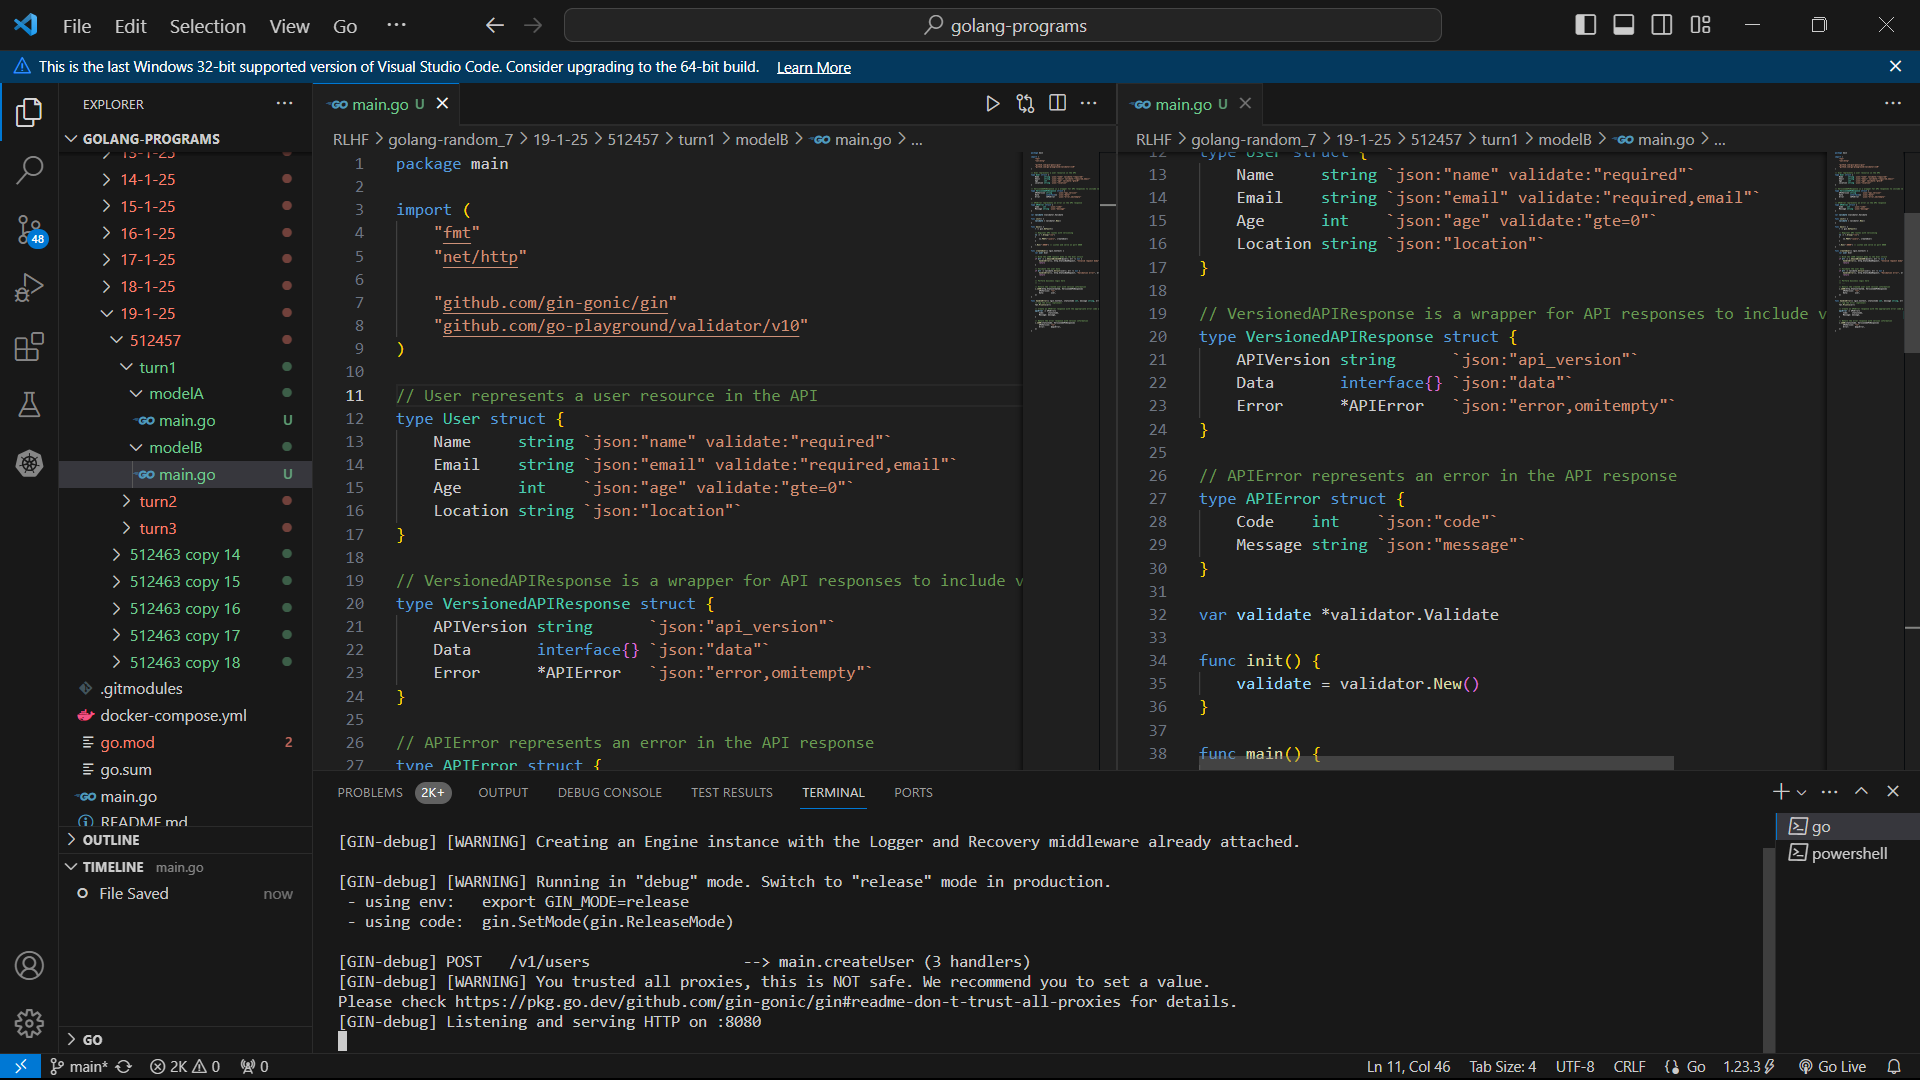 File Edit Selection View Go ···
golang-programs
This is the last Windows 32-bit supported version of Visual Studio Code. Consider upgrading to the 64-bit build. Learn More
EXPLORER
GOLANG-PROGRAMS
13-1-25
14-1-25
15-1-25
16-1-25
17-1-25
18-1-25
19-1-25
512457
turn1
modelA
main.go U
modelB
main.go U
turn2
turn3
512463 copy 14
512463 copy 15
512463 copy 16
512463 copy 17
512463 copy 18
.gitmodules
docker-compose.yml
go.mod 2
go.sum
main.go
README.md
OUTLINE
TIMELINE main.go
File Saved now
GO
48
main.go U
RLHF > golang-random_7 > 19-1-25 > 512457 > turn1 > modelB > main.go > ...
1 package main
2
3 import (
4 "fmt"
5 "net/http"
6
7 "github.com/gin-gonic/gin"
8 "github.com/go-playground/validator/v10"
9 )
10
11 // User represents a user resource in the API
12 type User struct {
13 Name string `json:"name" validate:"required"`
14 Email string `json:"email" validate:"required,email"`
15 Age int `json:"age" validate:"gte=0"`
16 Location string `json:"location"`
17 }
18
19 // VersionedAPIResponse is a wrapper for API responses to include v
20 type VersionedAPIResponse struct {
21 APIVersion string `json:"api_version"`
22 Data interface{} `json:"data"`
23 Error *APIError `json:"error,omitempty"`
24 }
25
26 // APIError represents an error in the API response
27 type APIError struct {
main.go U
RLHF > golang-random_7 > 19-1-25 > 512457 > turn1 > modelB > main.go > ...
12 type User struct {
13 Name string `json:"name" validate:"required"`
14 Email string `json:"email" validate:"required,email"`
15 Age int `json:"age" validate:"gte=0"`
16 Location string `json:"location"`
17 }
18
19 // VersionedAPIResponse is a wrapper for API responses to include v
20 type VersionedAPIResponse struct {
21 APIVersion string `json:"api_version"`
22 Data interface{} `json:"data"`
23 Error *APIError `json:"error,omitempty"`
24 }
25
26 // APIError represents an error in the API response
27 type APIError struct {
28 Code int `json:"code"`
29 Message string `json:"message"`
30 }
31
32 var validate *validator.Validate
33
34 func init() {
35 validate = validator.New()
36 }
37
38 func main() {
PROBLEMS 2K+ OUTPUT DEBUG CONSOLE TEST RESULTS TERMINAL PORTS
[GIN-debug] [WARNING] Creating an Engine instance with the Logger and Recovery middleware already attached.
[GIN-debug] [WARNING] Running in "debug" mode. Switch to "release" mode in production.
- using env: export GIN_MODE=release
- using code: gin.SetMode(gin.ReleaseMode)
[GIN-debug] POST /v1/users --> main.createUser (3 handlers)
[GIN-debug] [WARNING] You trusted all proxies, this is NOT safe. We recommend you to set a value.
Please check https://pkg.go.dev/github.com/gin-gonic/gin#readme-don-t-trust-all-proxies for details.
[GIN-debug] Listening and serving HTTP on :8080
go
powershell
main* 2K 0 0 Ln 11, Col 46 Tab Size: 4 UTF-8 CRLF Go 1.23.3 Go Live